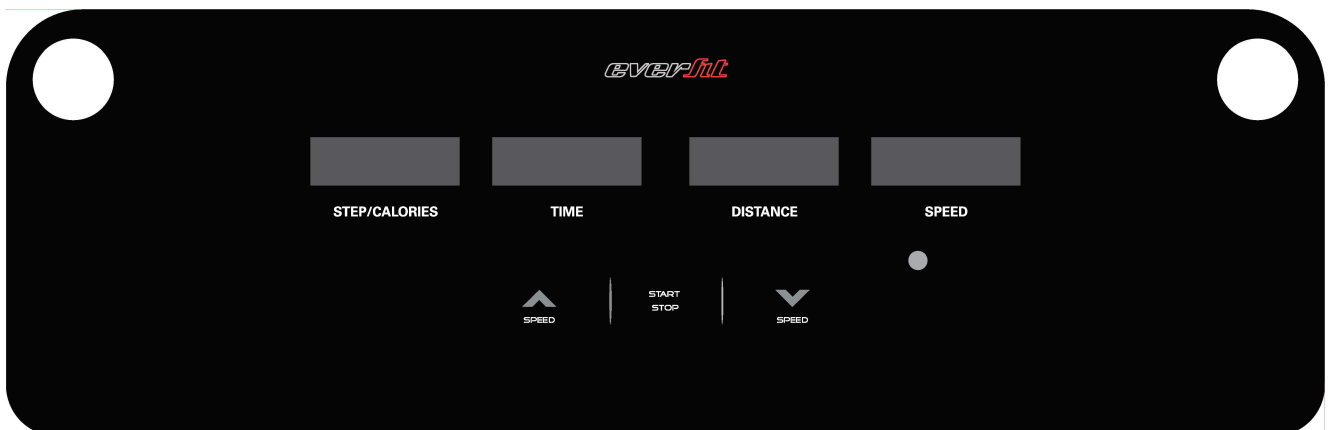 everfit
STEP/CALORIES TIME DISTANCE SPEED
START
STOP
SPEED SPEED